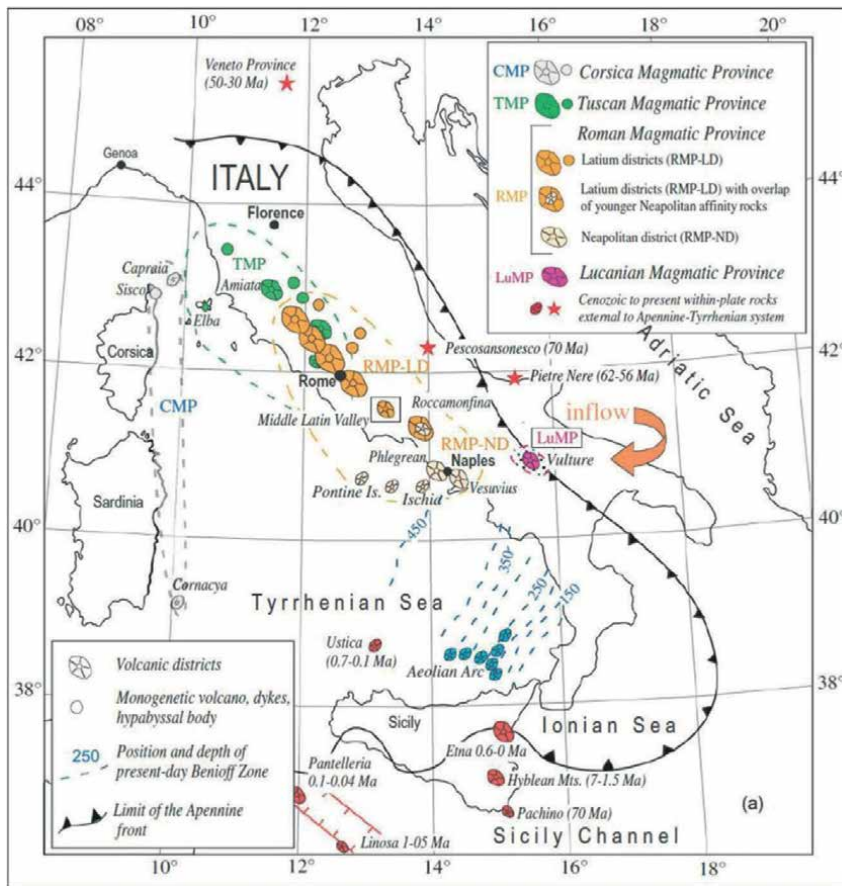 08° 10° 12° 14° 16° 18° 20°
Veneto Province
(50-30 Ma)
CMP Corsica Magmatic Province
TMP Tuscan Magmatic Province
Roman Magmatic Province
Latium districts (RMP-LD)
RMP
Latium districts (RMP-LD) with overlap
of younger Neapolitan affinity
rocks
Neapolitan district (RMP-ND)
LuMP Lucanian Magmatic Province
Cenozoic to present within-plate rocks
external to Apennine-Tyrrhenian
system
Genoa
ITALY
44° 44°
Florence
TMP
Capraia
Sisco
Amiata
Elba
Corsica
42° 42°
RMP-LD
Pescosansonesco (70 Ma)
Adriatic Sea
Rome
Pietre Nere (62-56 Ma)
CMP
Roccamonfina
inflow
Middle Latin Valley
RMP-ND
LuMP
Phlegrean
Naples
Vulture
Sardinia
Pontine Is.
Ischia
Vesuvius
40° 40°
450
350
250
150
Cornacya
Tyrrhenian Sea
Ustica
(0.7-0.1 Ma)
Aeolian Arc
Volcanic districts
Monogenetic volcano, dykes,
hypabyssal body
250 Position and depth of
present-day Benioff Zone
Limit of the Apennine
front
38° 38°
Sicily
Ionian Sea
Etna 0.6-0 Ma
Pantelleria
0.1-0.04 Ma
Hyblean Mts. (7-1.5 Ma)
Pachino (70 Ma)
(a)
Linosa 1-05 Ma
Sicily Channel
10° 12° 14° 16° 18°